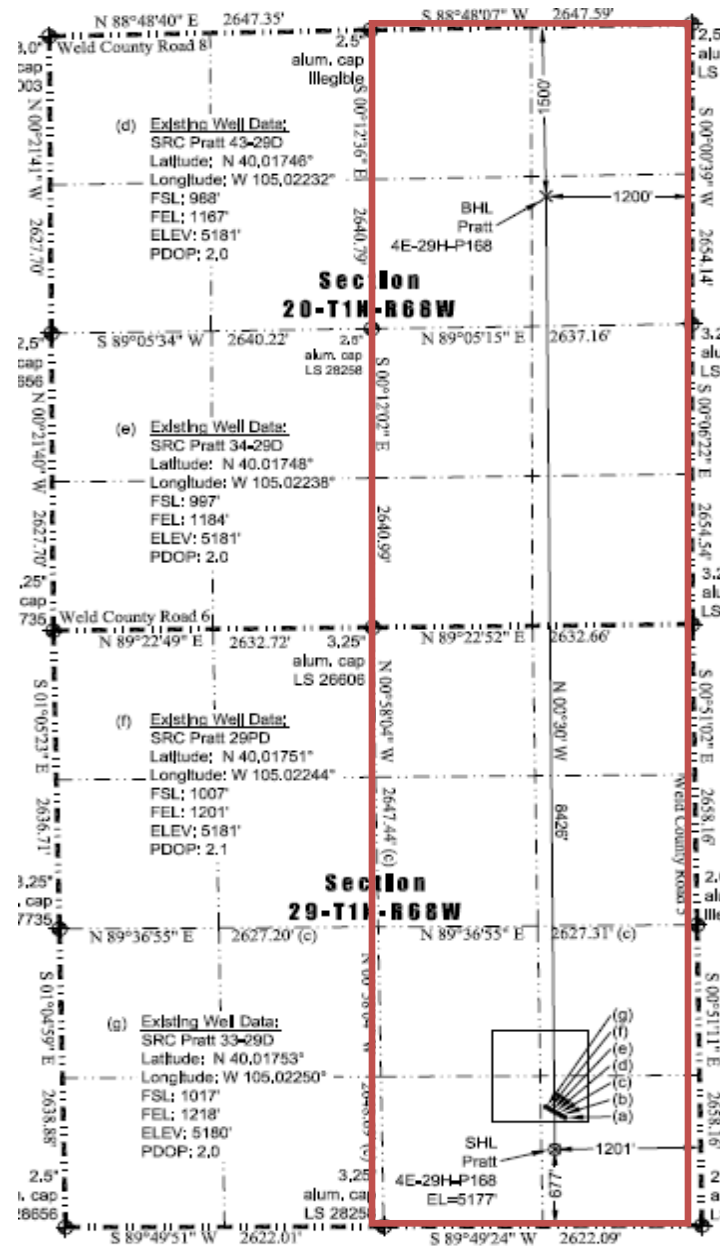 N 88°48'40" E 2647.35'
S 88°48'07" W 2647.59'
Weld County Road 8
2.5"
alum. cap
Illegible
S 00°12'36" E
2640.79'
N 00°21'41" W
2627.70'
S 00°00'39" W
2654.14'
(d) Existing Well Data:
SRC Pratt 43-29D
Latitude: N 40.01746°
Longitude: W 105.02232°
FSL: 988'
FEL: 1167'
ELEV: 5181'
PDOP: 2.0
1500'
1200'
BHL
Pratt
4E-29H-P168
Section
20-T1N-R68W
S 89°05'34" W 2640.22'
2.5"
alum. cap
LS 28258
N 89°05'15" E 2637.16'
N 00°21'40" W
2627.70'
S 00°12'02" E
2640.99'
S 00°06'22" E
2654.54'
(e) Existing Well Data:
SRC Pratt 34-29D
Latitude: N 40.01748°
Longitude: W 105.02238°
FSL: 997'
FEL: 1184'
ELEV: 5181'
PDOP: 2.0
Weld County Road 6
N 89°22'49" E 2632.72'
3.25"
alum. cap
LS 26606
N 89°22'52" E 2632.66'
S 01°05'23" E
2636.71'
N 00°58'04" W
2647.44' (c)
N 00°30' W
8426'
S 00°51'02" E
2658.16'
Weld County Road 5
(f) Existing Well Data:
SRC Pratt 29PD
Latitude: N 40.01751°
Longitude: W 105.02244°
FSL: 1007'
FEL: 1201'
ELEV: 5181'
PDOP: 2.1
Section
29-T1N-R68W
N 89°36'55" E 2627.20' (c)
N 89°36'55" E 2627.31' (c)
S 01°04'59" E
2638.88'
S 00°51'11" E
2658.16'
(g) Existing Well Data:
SRC Pratt 33-29D
Latitude: N 40.01753°
Longitude: W 105.02250°
FSL: 1017'
FEL: 1218'
ELEV: 5180'
PDOP: 2.0
(g)
(f)
(e)
(d)
(c)
(b)
(a)
SHL
Pratt
4E-29H-P168
EL=5177'
1201'
677'
3.25"
alum. cap
LS 28258
S 89°49'51" W 2622.01'
S 89°49'24" W 2622.09'